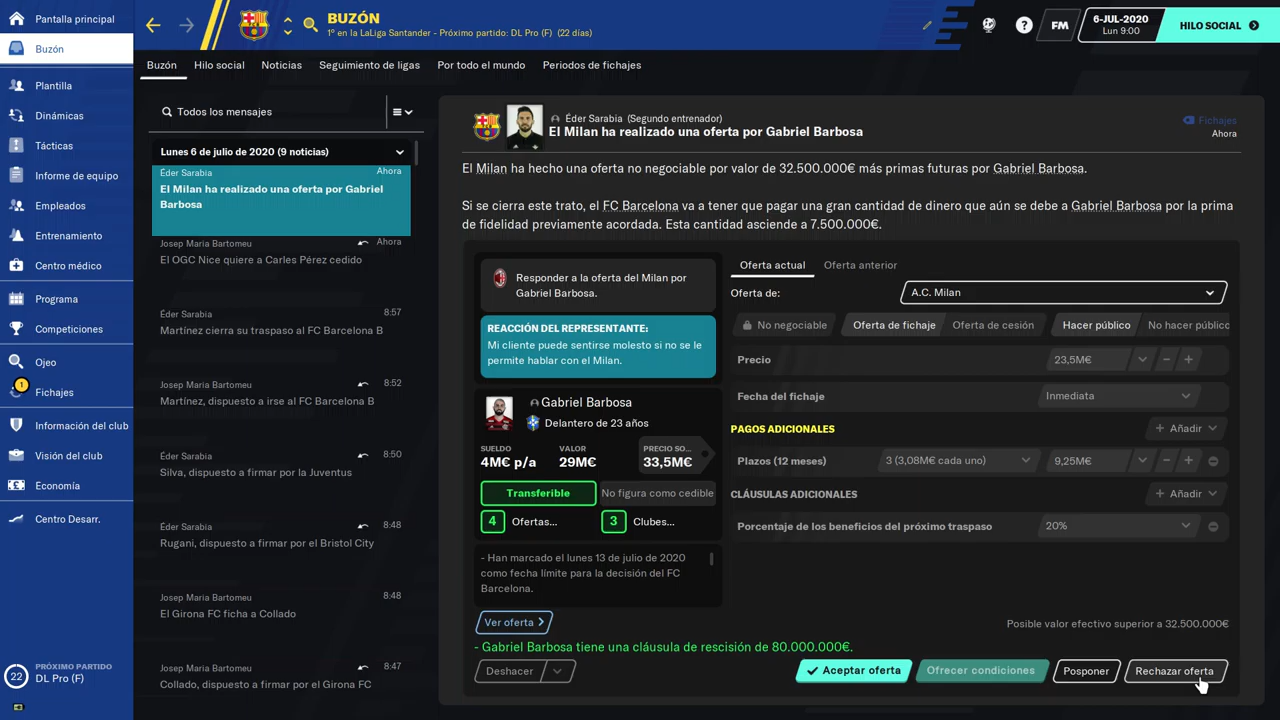 Pantalla principal
Buzón
Plantilla
Dinámicas
Tácticas
Informe de equipo
Empleados
Entrenamiento
Centro médico
Programa
Competiciones
Ojeo
1
Fichajes
Información del club
Visión del club
Economía
Centro Desarr.
22
PRÓXIMO PARTIDO
DL Pro (F)
BUZÓN
1º en la LaLiga Santander - Próximo partido: DL Pro (F) (22 días)
FM
6-JUL-2020
Lun 9:00
HILO SOCIAL
Buzón
Hilo social
Noticias
Seguimiento de ligas
Por todo el mundo
Periodos de fichajes
Todos los mensajes
Lunes 6 de julio de 2020 (9 noticias)
Éder Sarabia
Ahora
El Milan ha realizado una oferta por Gabriel
Barbosa
Josep Maria Bartomeu
Ahora
El OGC Nice quiere a Carles Pérez cedido
Éder Sarabia
8:57
Martínez cierra su traspaso al FC Barcelona B
Josep Maria Bartomeu
8:52
Martínez, dispuesto a irse al FC Barcelona B
Éder Sarabia
8:50
Silva, dispuesto a firmar por la Juventus
Éder Sarabia
8:48
Rugani, dispuesto a firmar por el Bristol City
Josep Maria Bartomeu
8:48
El Girona FC ficha a Collado
Josep Maria Bartomeu
8:47
Collado, dispuesto a firmar por el Girona FC
Éder Sarabia (Segundo entrenador)
El Milan ha realizado una oferta por Gabriel Barbosa
Fichajes
Ahora
El Milan ha hecho una oferta no negociable por valor de 32.500.000€ más primas futuras por Gabriel Barbosa.
Si se cierra este trato, el FC Barcelona va a tener que pagar una gran cantidad de dinero que aún se debe a Gabriel Barbosa por la prima
de fidelidad previamente acordada. Esta cantidad asciende a 7.500.000€.
Responder a la oferta del Milan por
Gabriel Barbosa.
REACCIÓN DEL REPRESENTANTE:
Mi cliente puede sentirse molesto si no se le
permite hablar con el Milan.
Gabriel Barbosa
Delantero de 23 años
SUELDO
4M€ p/a
VALOR
29M€
PRECIO SO...
33,5M€
Transferible
No figura como cedible
4
Ofertas...
3
Clubes...
- Han marcado el lunes 13 de julio de 2020
como fecha límite para la decisión del FC
Barcelona.
Oferta actual
Oferta anterior
Oferta de:
A.C. Milan
No negociable
Oferta de fichaje
Oferta de cesión
Hacer público
No hacer público
Precio
23,5M€
Fecha del fichaje
Inmediata
PAGOS ADICIONALES
Añadir
Plazos (12 meses)
3 (3,08M€ cada uno)
9,25M€
CLÁUSULAS ADICIONALES
Añadir
Porcentaje de los beneficios del próximo traspaso
20%
Ver oferta
Posible valor efectivo superior a 32.500.000€
- Gabriel Barbosa tiene una cláusula de rescisión de 80.000.000€.
Deshacer
Aceptar oferta
Ofrecer condiciones
Posponer
Rechazar oferta